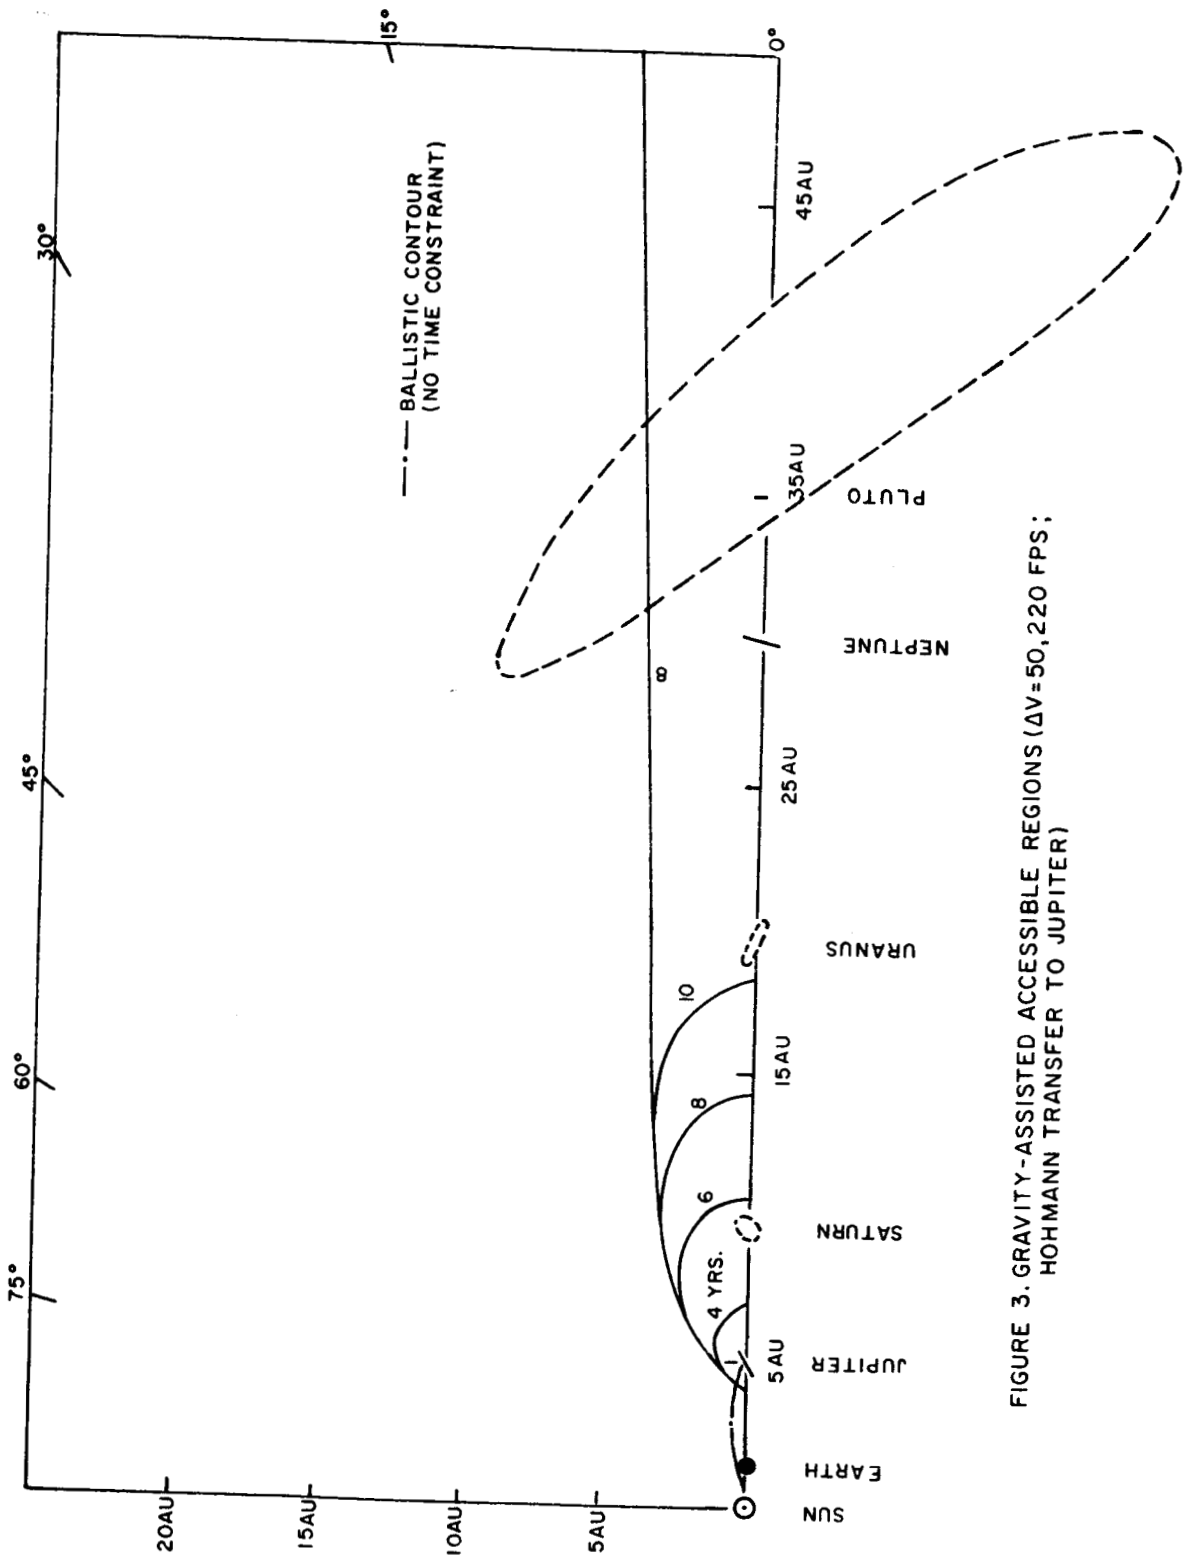 75°
60°
45°
30°
15°
0°
20AU
15AU
10AU
5AU
—·— BALLISTIC CONTOUR
(NO TIME CONSTRAINT)
4 YRS.
6
8
10
∞
5AU
15AU
25AU
35AU
45AU
SUN
EARTH
JUPITER
SATURN
URANUS
NEPTUNE
PLUTO
FIGURE 3. GRAVITY-ASSISTED ACCESSIBLE REGIONS (ΔV=50,220 FPS;
HOHMANN TRANSFER TO JUPITER)